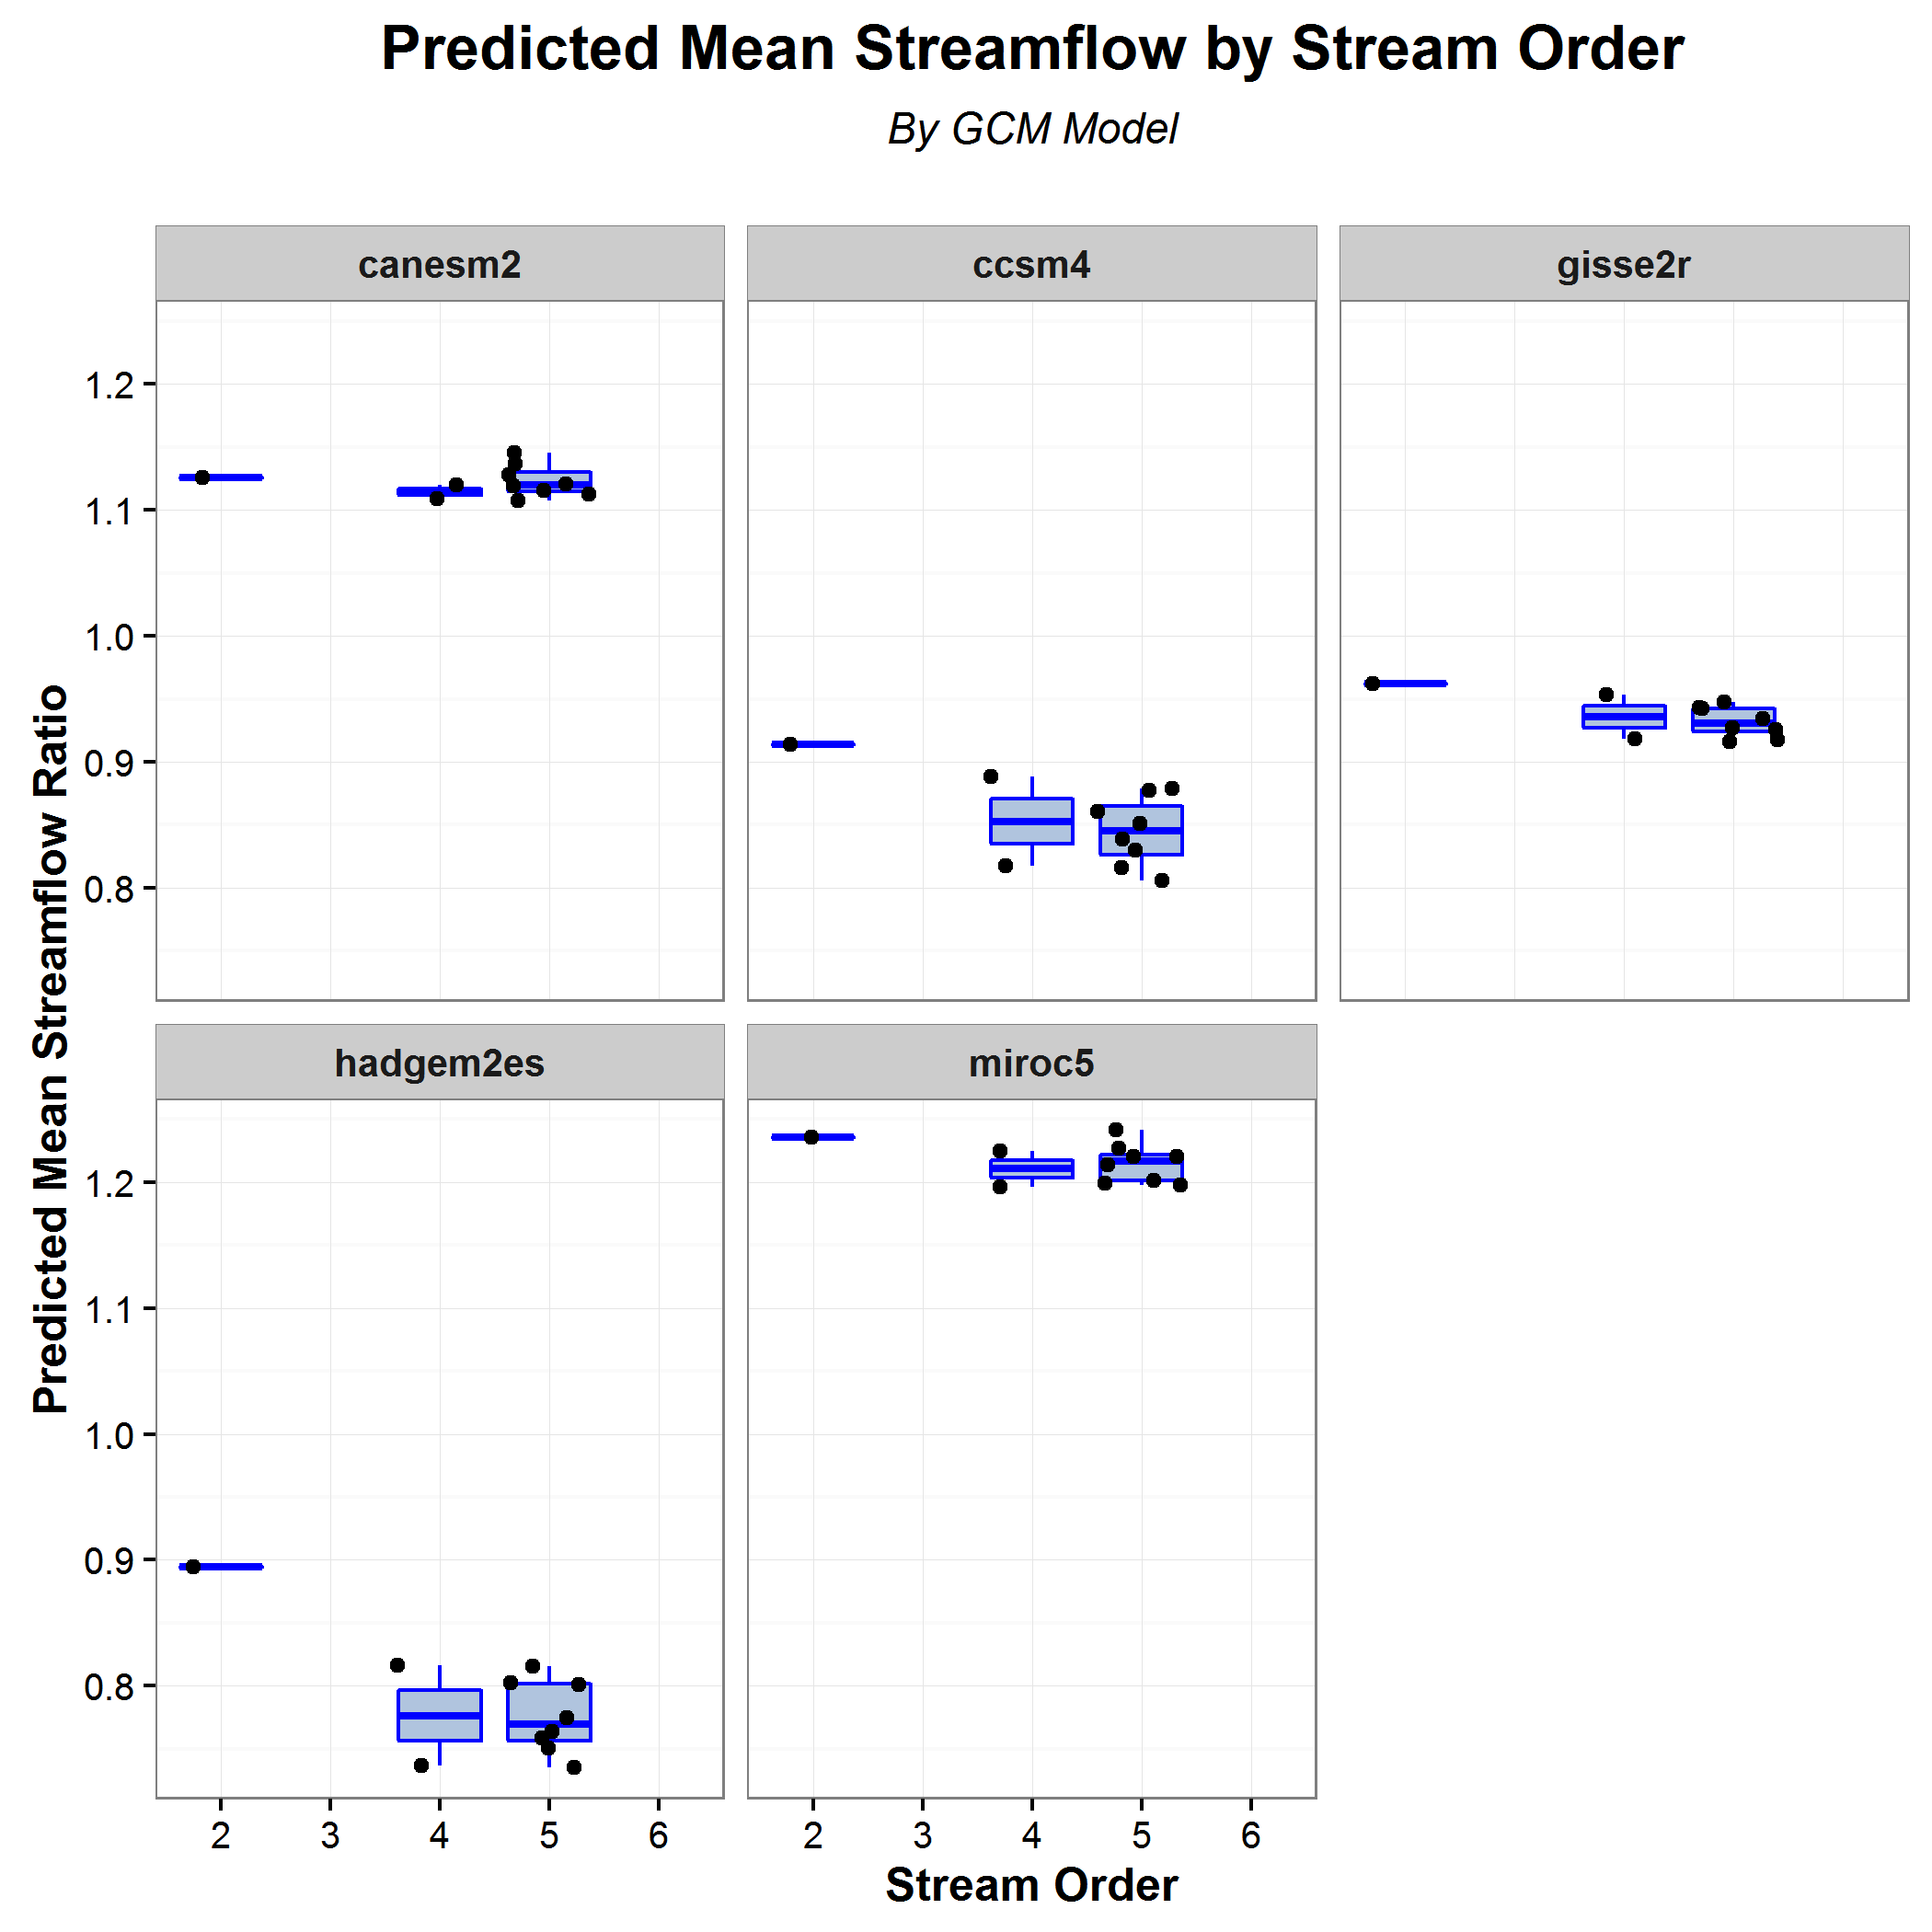 Predicted Mean Streamflow by Stream Order
By GCM Model
canesm2
ccsm4
gisse2r
1.2
1.1
1.0
0.9
0.8
Predicted Mean Streamflow Ratio
hadgem2es
miroc5
1.2
1.1
1.0
0.9
0.8
2 3 4 5 6
2 3 4 5 6
Stream Order